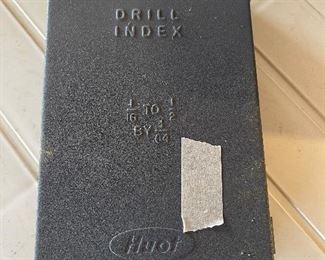 DRILL
INDEX
1/16 TO 1/2
BY 1/64
Huot